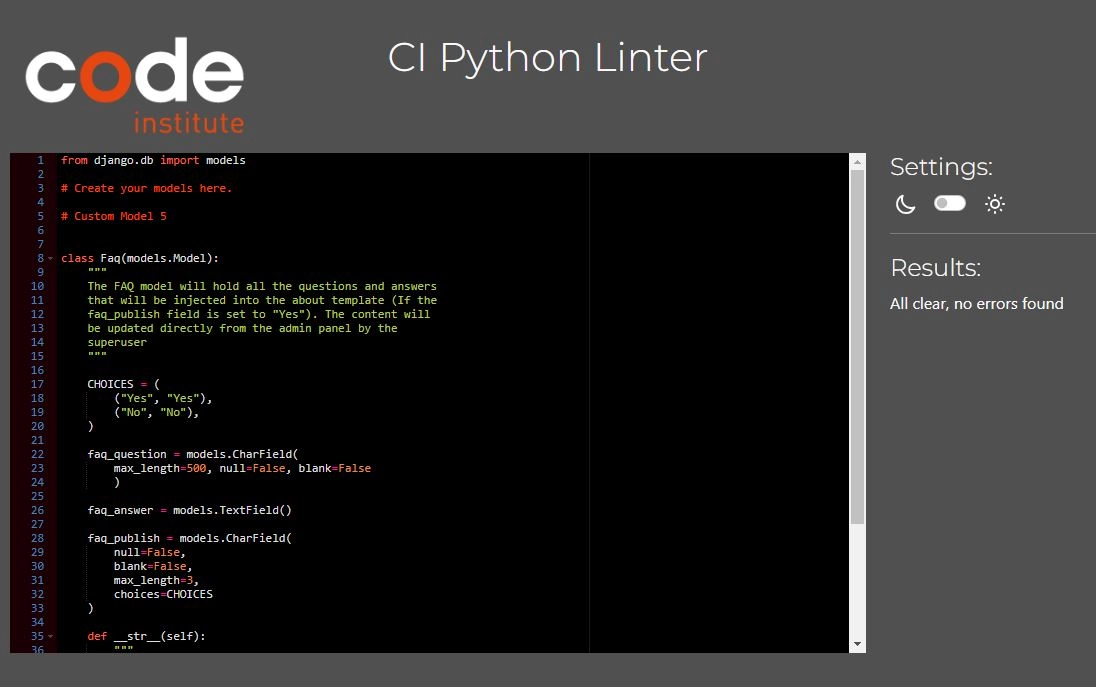 code
institute
CI Python Linter
1 from django.db import models
2
3 # Create your models here.
4
5 # Custom Model 5
6
7
8 class Faq(models.Model):
9     """
10     The FAQ model will hold all the questions and answers
11     that will be injected into the about template (If the
12     faq_publish field is set to "Yes"). The content will
13     be updated directly from the admin panel by the
14     superuser
15     """
16
17     CHOICES = (
18         ("Yes", "Yes"),
19         ("No", "No"),
20     )
21
22     faq_question = models.CharField(
23         max_length=500, null=False, blank=False
24         )
25
26     faq_answer = models.TextField()
27
28     faq_publish = models.CharField(
29         null=False,
30         blank=False,
31         max_length=3,
32         choices=CHOICES
33     )
34
35     def __str__(self):
36         """
Settings:
Results:
All clear, no errors found